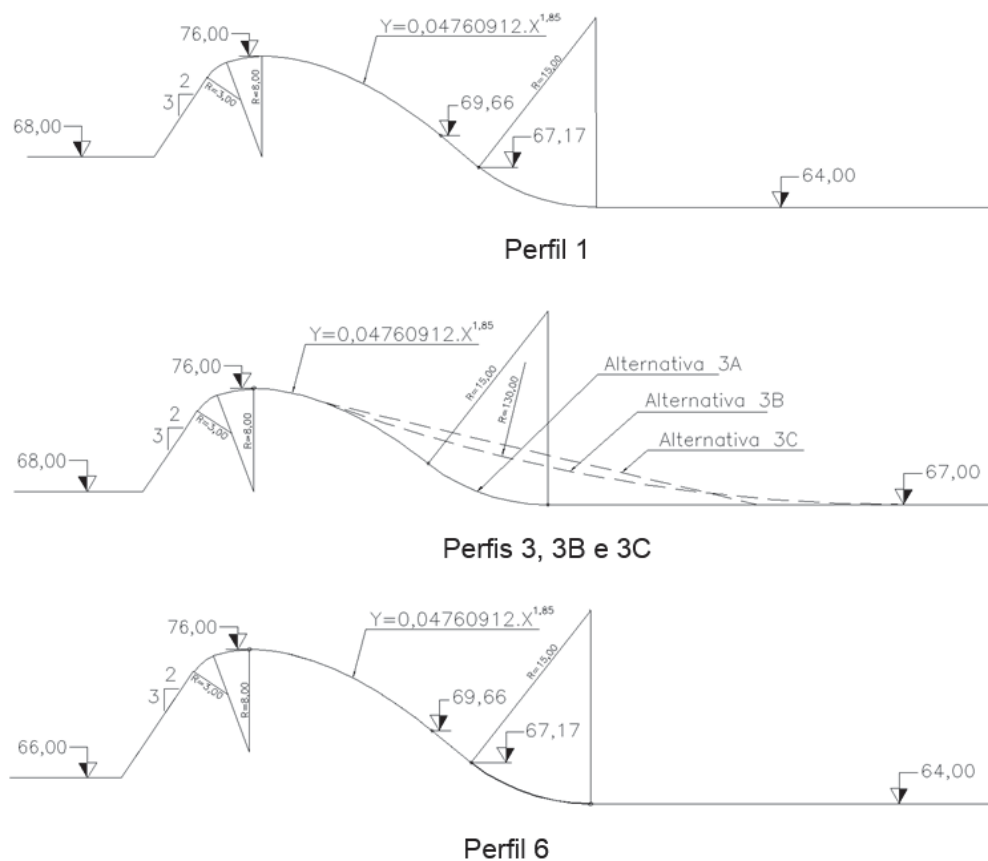 Y=0,04760912.X1,85
76,00
R=15,00
2
3
R=3,00
R=8,00
69,66
68,00
67,17
64,00
Perfil 1
Y=0,04760912.X1,85
76,00
R=15,00
R=130,00
Alternativa 3A
2
3
R=3,00
R=8,00
Alternativa 3B
Alternativa 3C
68,00
67,00
Perfis 3, 3B e 3C
Y=0,04760912.X1,85
76,00
R=15,00
2
3
R=3,00
R=8,00
69,66
66,00
67,17
64,00
Perfil 6